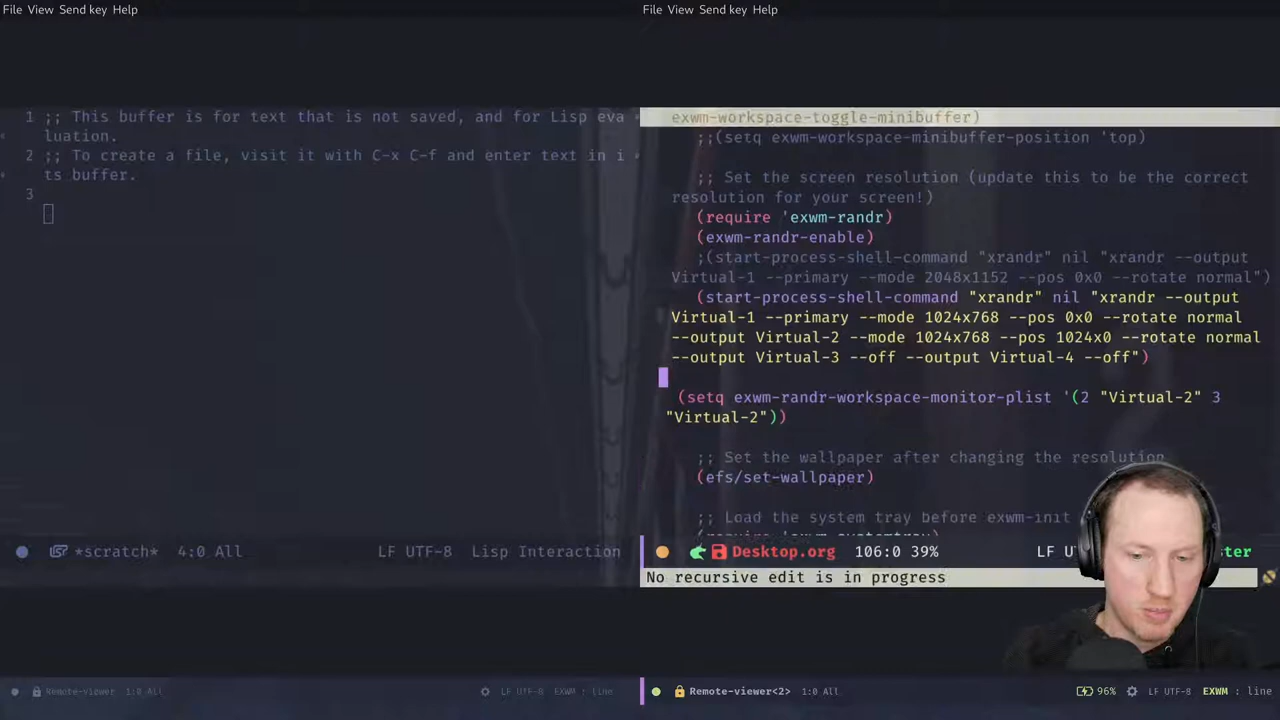 File View Send key Help
File View Send key Help
1 ;; This buffer is for text that is not saved, and for Lisp eva
luation.
2 ;; To create a file, visit it with C-x C-f and enter text in i
ts buffer.
3
*scratch* 4:0 All LF UTF-8 Lisp Interaction
exwm-workspace-toggle-minibuffer)
;;(setq exwm-workspace-minibuffer-position 'top)
;; Set the screen resolution (update this to be the correct
resolution for your screen!)
(require 'exwm-randr)
(exwm-randr-enable)
;(start-process-shell-command "xrandr" nil "xrandr --output
Virtual-1 --primary --mode 2048x1152 --pos 0x0 --rotate normal")
(start-process-shell-command "xrandr" nil "xrandr --output
Virtual-1 --primary --mode 1024x768 --pos 0x0 --rotate normal
--output Virtual-2 --mode 1024x768 --pos 1024x0 --rotate normal
--output Virtual-3 --off --output Virtual-4 --off")
(setq exwm-randr-workspace-monitor-plist '(2 "Virtual-2" 3
"Virtual-2"))
;; Set the wallpaper after changing the resolution
(efs/set-wallpaper)
;; Load the system tray before exwm-init
(require 'exwm-systemtray)
Desktop.org 106:0 39% LF
No recursive edit is in progress
Remote-viewer 1:0 All LF UTF-8 EXWM : line
Remote-viewer<2> 1:0 All 96% LF UTF-8 EXWM : line